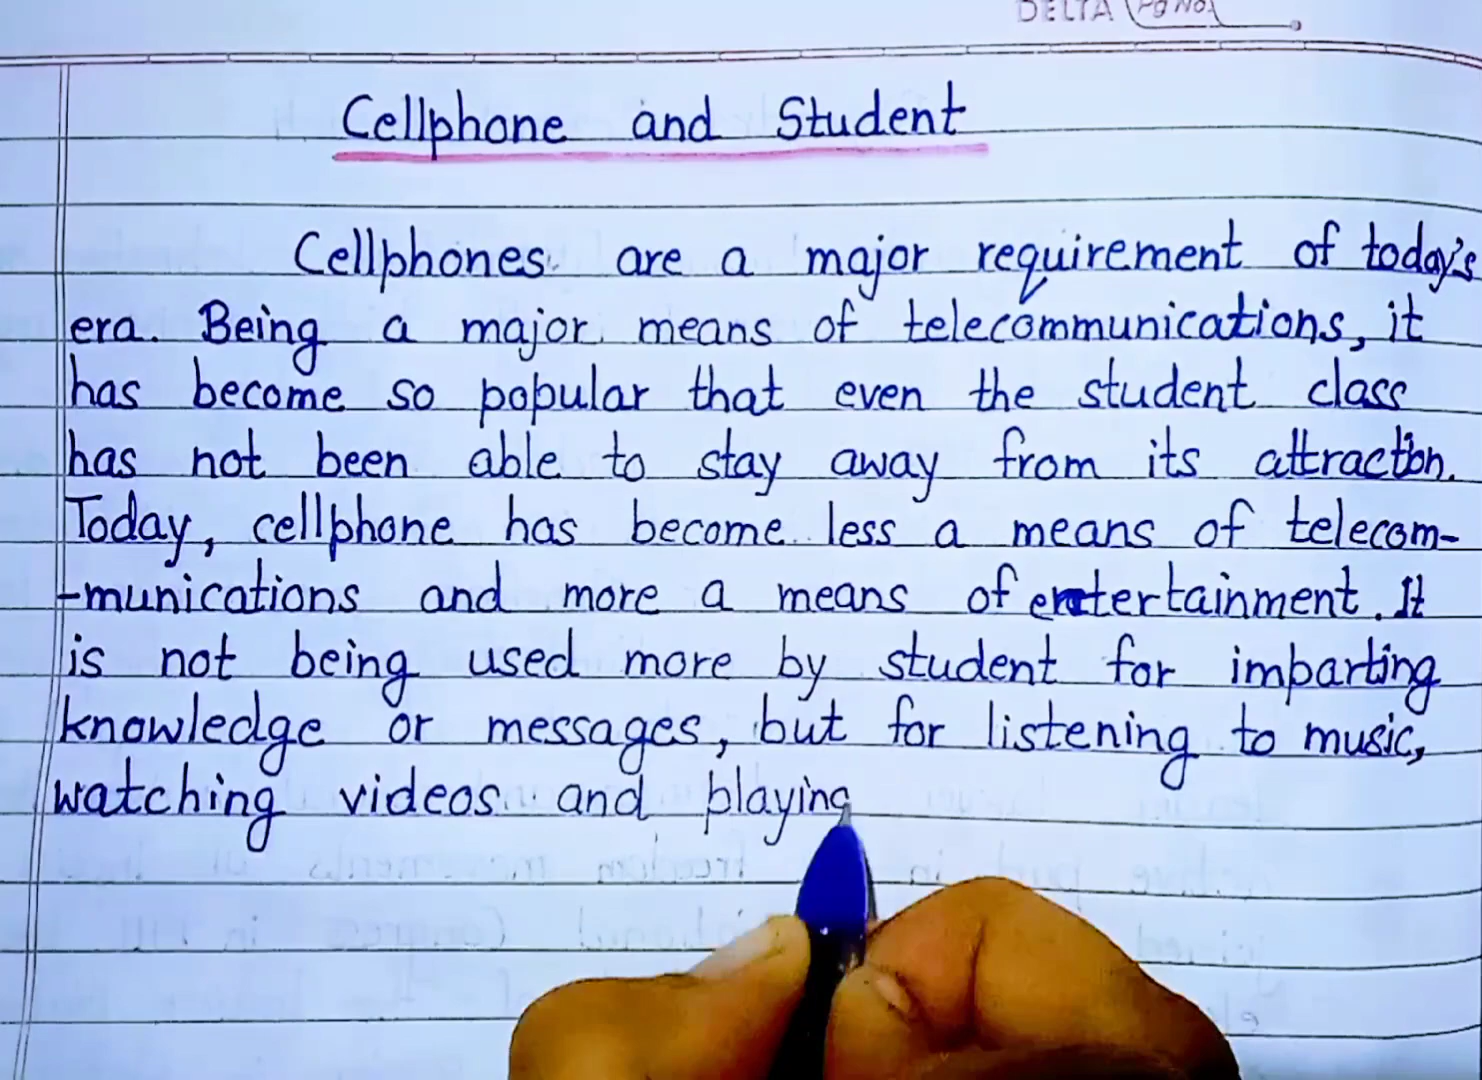 DELTA Pg No.
Cellphone and Student
Cellphones are a major requirement of today's
era. Being a major means of telecommunications, it
has become so popular that even the student class
has not been able to stay away from its attraction.
Today, cellphone has become less a means of telecom-
-munications and more a means of entertainment. It
is not being used more by student for imparting
knowledge or messages, but for listening to music,
watching videos and playing